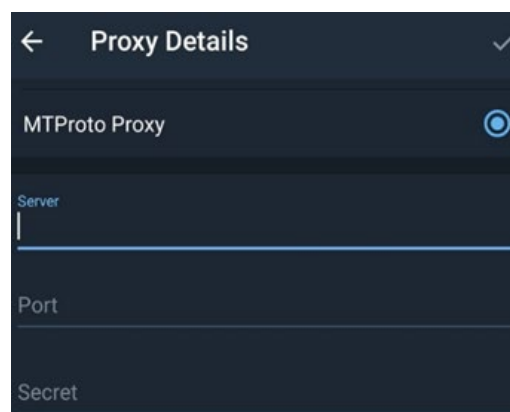 Proxy Details
MTProto Proxy
Server
Port
Secret